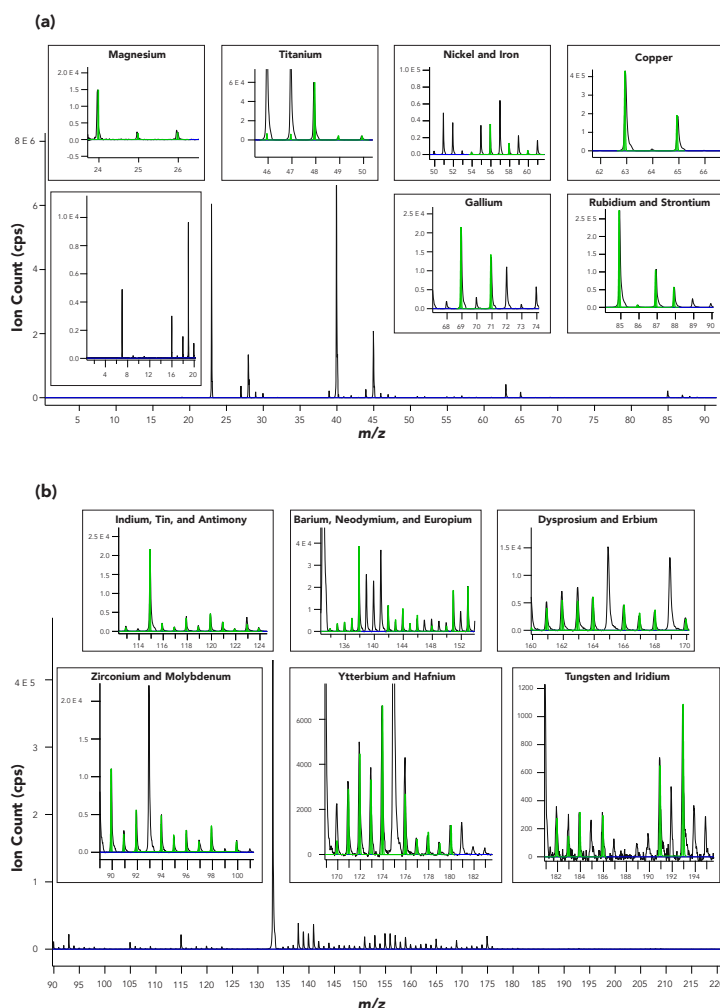 (a)
Magnesium
2.0 E 4
1.5
1.0
0.5
0.0
-0.5
24 25 26
Titanium
6 E 4
4
2
0
46 47 48 49 50
Nickel and Iron
1.0 E 5
0.8
0.6
0.4
0.2
0.0
50 52 54 56 58 60
Copper
4 E 5
3
2
1
0
62 63 64 65 66
1.0 E 4
0.8
0.6
0.4
0.2
0.0
4 8 12 16 20
Gallium
2.5 E 4
2.0
1.5
1.0
0.5
0.0
68 69 70 71 72 73 74
Rubidium and Strontium
2.5 E 5
2.0
1.5
1.0
0.5
0.0
85 86 87 88 89 90
Ion Count (cps)
8 E 6
6
4
2
0
5 10 15 20 25 30 35 40 45 50 55 60 65 70 75 80 85 90
m/z
(b)
Indium, Tin, and Antimony
2.5 E 4
2.0
1.5
1.0
0.5
0.0
114 116 118 120 122 124
Barium, Neodymium, and Europium
5 E 4
4
3
2
1
0
136 140 144 148 152
Dysprosium and Erbium
1.5 E 4
1.0
0.5
0.0
160 162 164 166 168 170
Zirconium and Molybdenum
2.0 E 4
1.5
1.0
0.5
0.0
90 92 94 96 98 100
Ytterbium and Hafnium
6000
4000
2000
0
170 172 174 176 178 180 182
Tungsten and Iridium
1200
1000
800
600
400
200
0
182 184 186 188 190 192 194
Ion Count (cps)
4 E 5
3
2
1
0
90 95 100 105 110 115 120 125 130 135 140 145 150 155 160 165 170 175 180 185 190 195 200 205 210 215 220
m/z